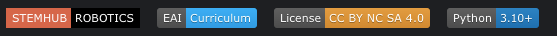 STEMHUB ROBOTICS EAI Curriculum License CC BY NC SA 4.0 Python 3.10+